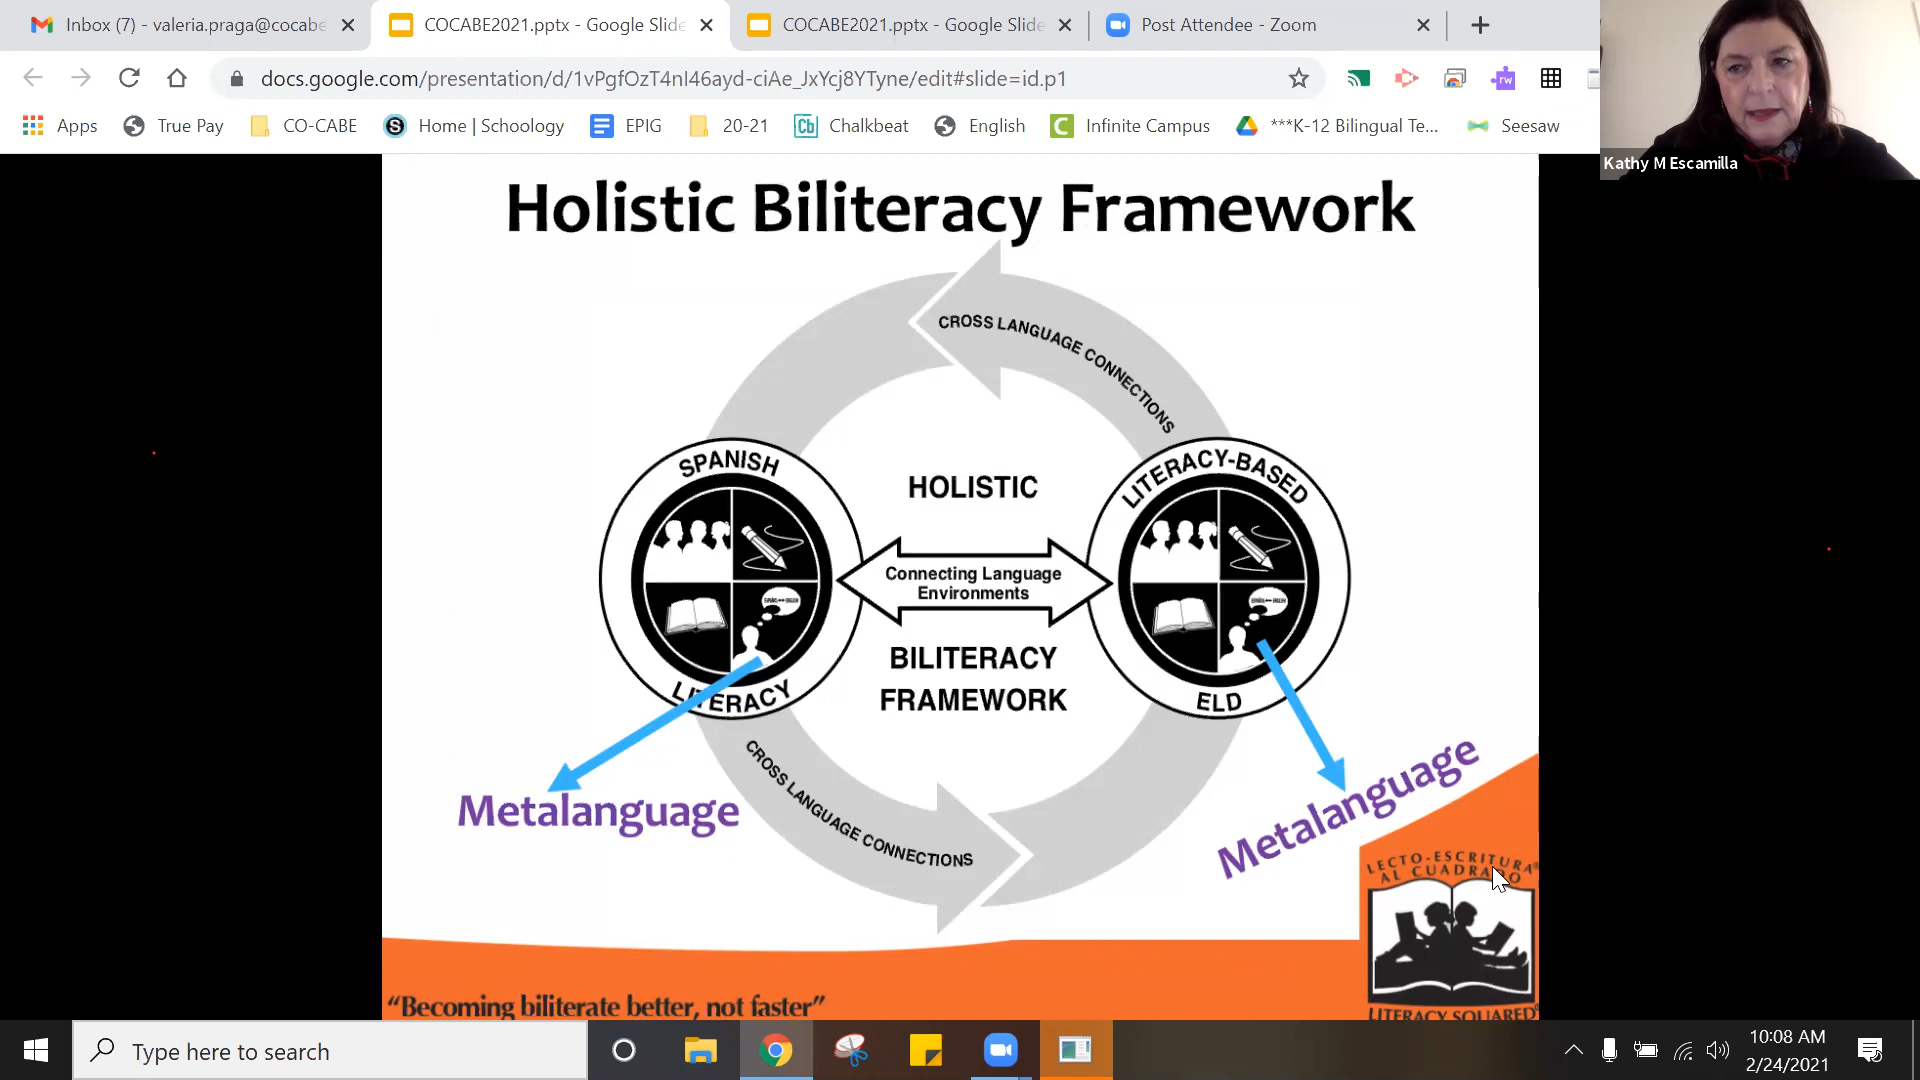 Inbox (7) - valeria.praga@cocabe
COCABE2021.pptx - Google Slide
COCABE2021.pptx - Google Slide
Post Attendee - Zoom
docs.google.com/presentation/d/1vPgfOzT4nI46ayd-ciAe_JxYcj8YTyne/edit#slide=id.p1
Apps
True Pay
CO-CABE
Home | Schoology
EPIG
20-21
Chalkbeat
English
Infinite Campus
***K-12 Bilingual Te...
Seesaw
Kathy M Escamilla
Holistic Biliteracy Framework
CROSS LANGUAGE CONNECTIONS
SPANISH
LITERACY
HOLISTIC
Connecting Language
Environments
BILITERACY
FRAMEWORK
LITERACY-BASED
ELD
CROSS LANGUAGE CONNECTIONS
Metalanguage
Metalanguage
LECTO-ESCRITURA
AL CUADRADO
LITERACY SQUARED
“Becoming biliterate better, not faster”
Type here to search
10:08 AM
2/24/2021